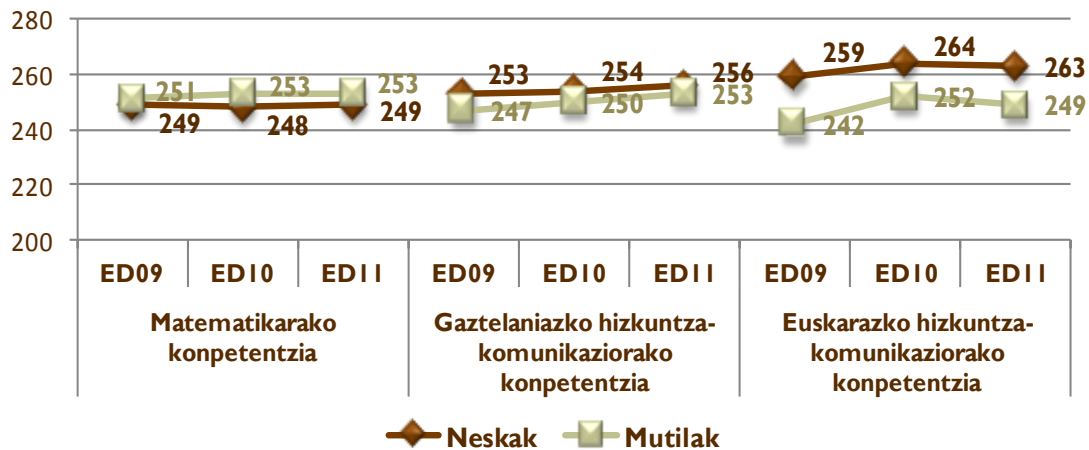 280
260
240
220
200
251 253 253
249 248 249
253 254 256
247 250 253
259 264 263
242 252 249
ED09 ED10 ED11 ED09 ED10 ED11 ED09 ED10 ED11
Matematikarako
konpetentzia
Gaztelaniazko hizkuntza-
komunikaziorako
konpetentzia
Euskarazko hizkuntza-
komunikaziorako
konpetentzia
Neskak Mutilak